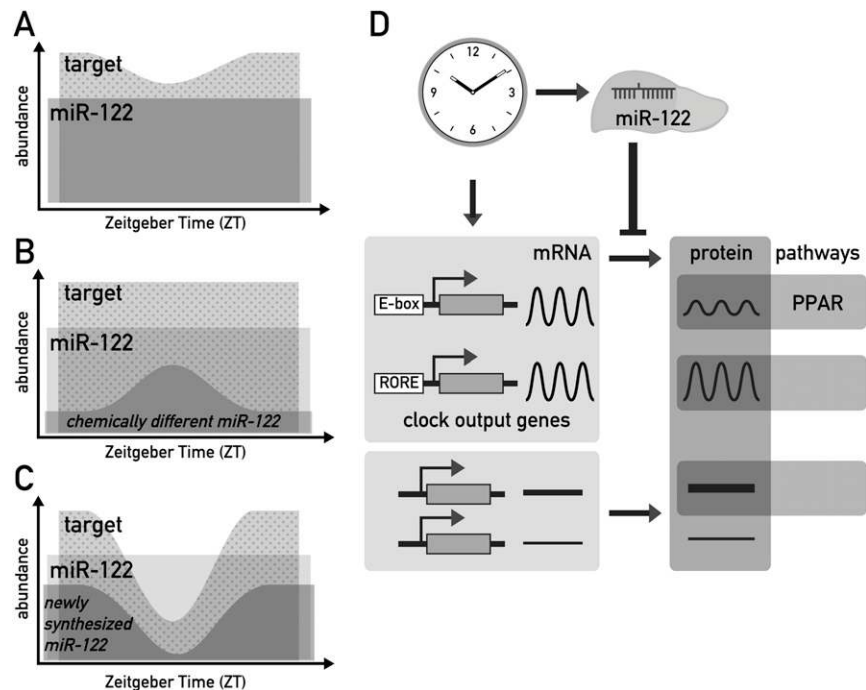 A
target
miR-122
abundance
Zeitgeber Time (ZT)
B
target
miR-122
chemically different miR-122
abundance
Zeitgeber Time (ZT)
C
target
miR-122
newly
synthesized
miR-122
abundance
Zeitgeber Time (ZT)
D
12
9
3
6
miR-122
mRNA
protein
pathways
E-box
PPAR
RORE
clock output genes